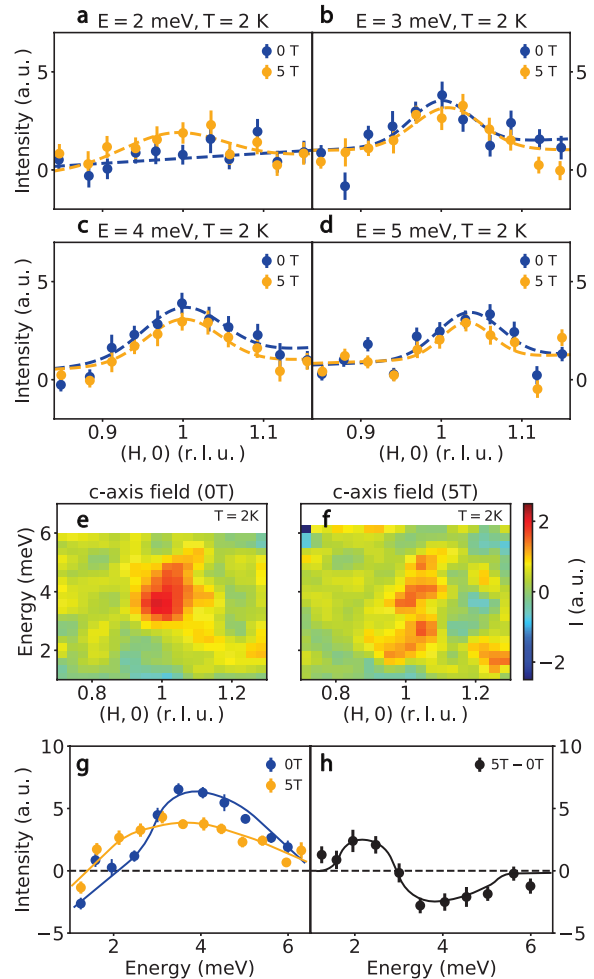 a E = 2 meV, T = 2 K
b E = 3 meV, T = 2 K
0 T
5 T
0 T
5 T
5
0
Intensity (a. u.)
5
0
c E = 4 meV, T = 2 K
d E = 5 meV, T = 2 K
0 T
5 T
0 T
5 T
5
0
Intensity (a. u.)
5
0
0.9 1 1.1
0.9 1 1.1
(H, 0) (r. l. u.)
(H, 0) (r. l. u.)
c-axis field (0T)
c-axis field (5T)
e T = 2K
f T = 2K
6
4
2
Energy (meV)
0.8 1 1.2
0.8 1 1.2
(H, 0) (r. l. u.)
(H, 0) (r. l. u.)
2
0
−2
I (a. u.)
g
0T
5T
h
5T − 0T
10
5
0
−5
Intensity (a. u.)
10
5
0
−5
2 4 6
2 4 6
Energy (meV)
Energy (meV)